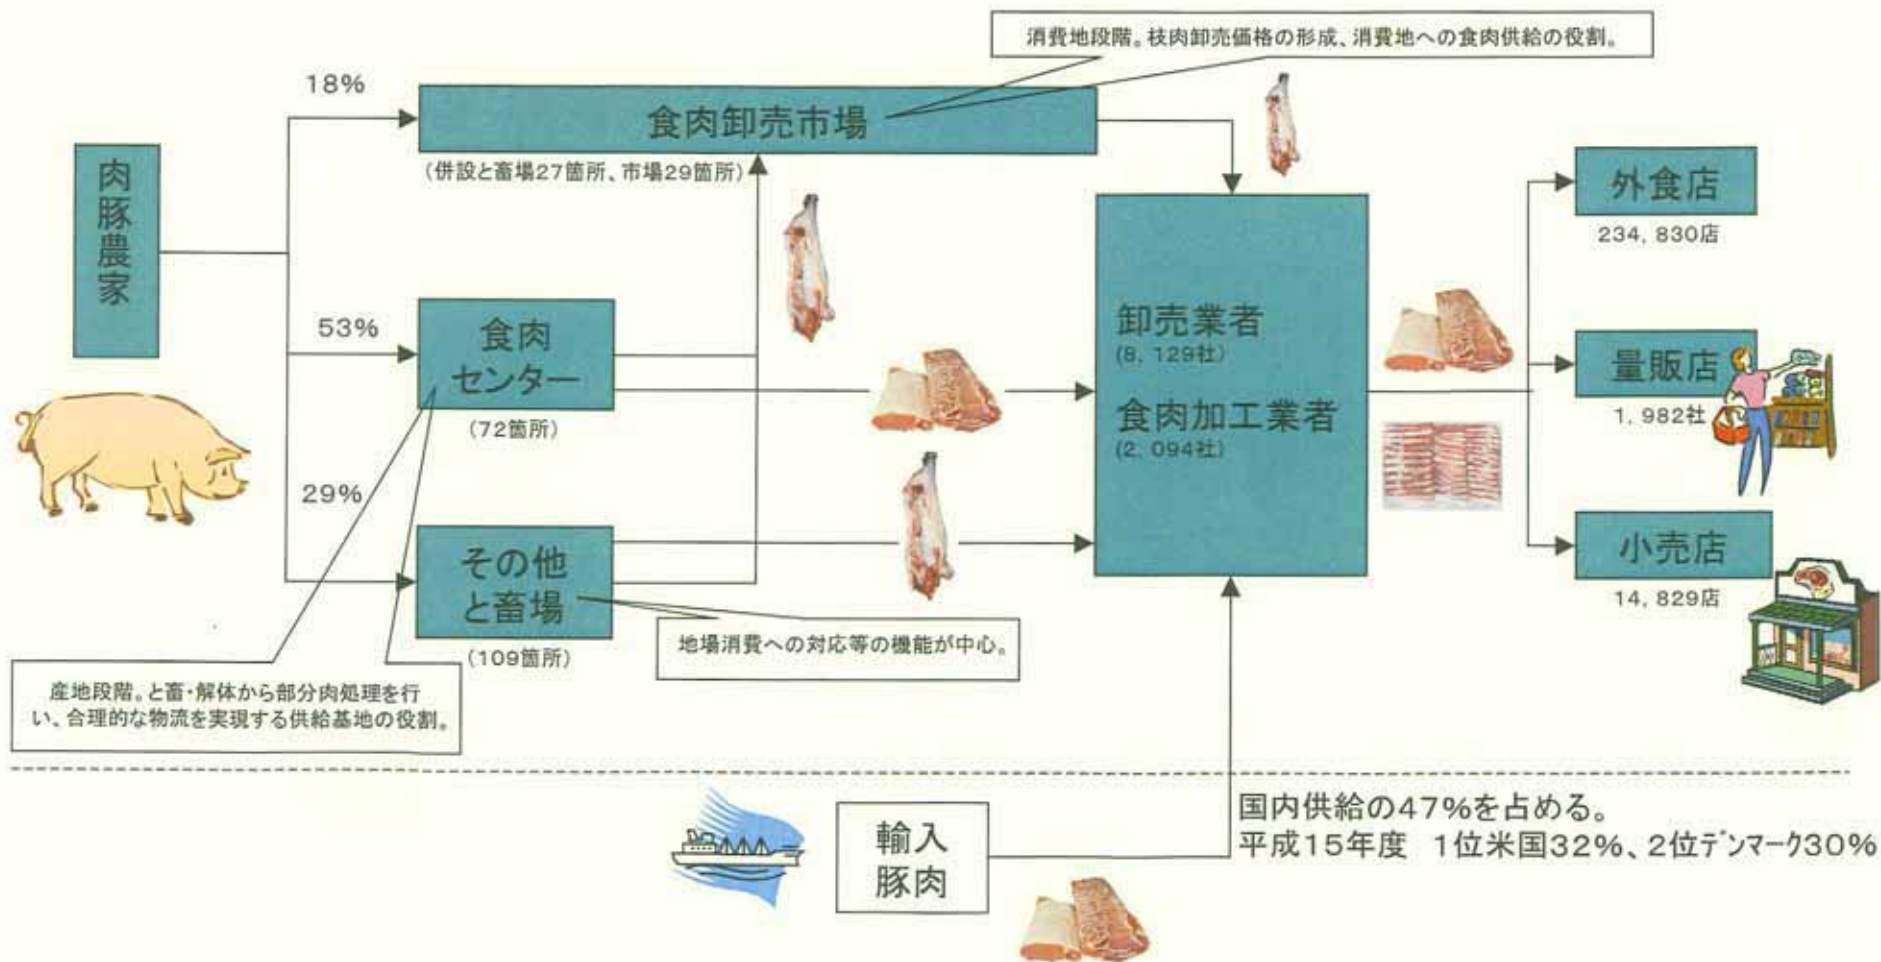 消費地段階。枝肉卸売価格の形成、消費地への食肉供給の役割。
18%
食肉卸売市場
(併設と畜場27箇所、市場29箇所)
肉豚農家
外食店
234, 830店
53%
食肉
センター
(72箇所)
卸売業者
(8, 129社)
食肉加工業者
(2, 094社)
量販店
1, 982社
29%
その他
と畜場
(109箇所)
地場消費への対応等の機能が中心。
小売店
14, 829店
産地段階。と畜・解体から部分肉処理を行
い、合理的な物流を実現する供給基地の役割。
輸入
豚肉
国内供給の47%を占める。
平成15年度 1位米国32%、2位ﾃﾞﾝﾏｰｸ30%